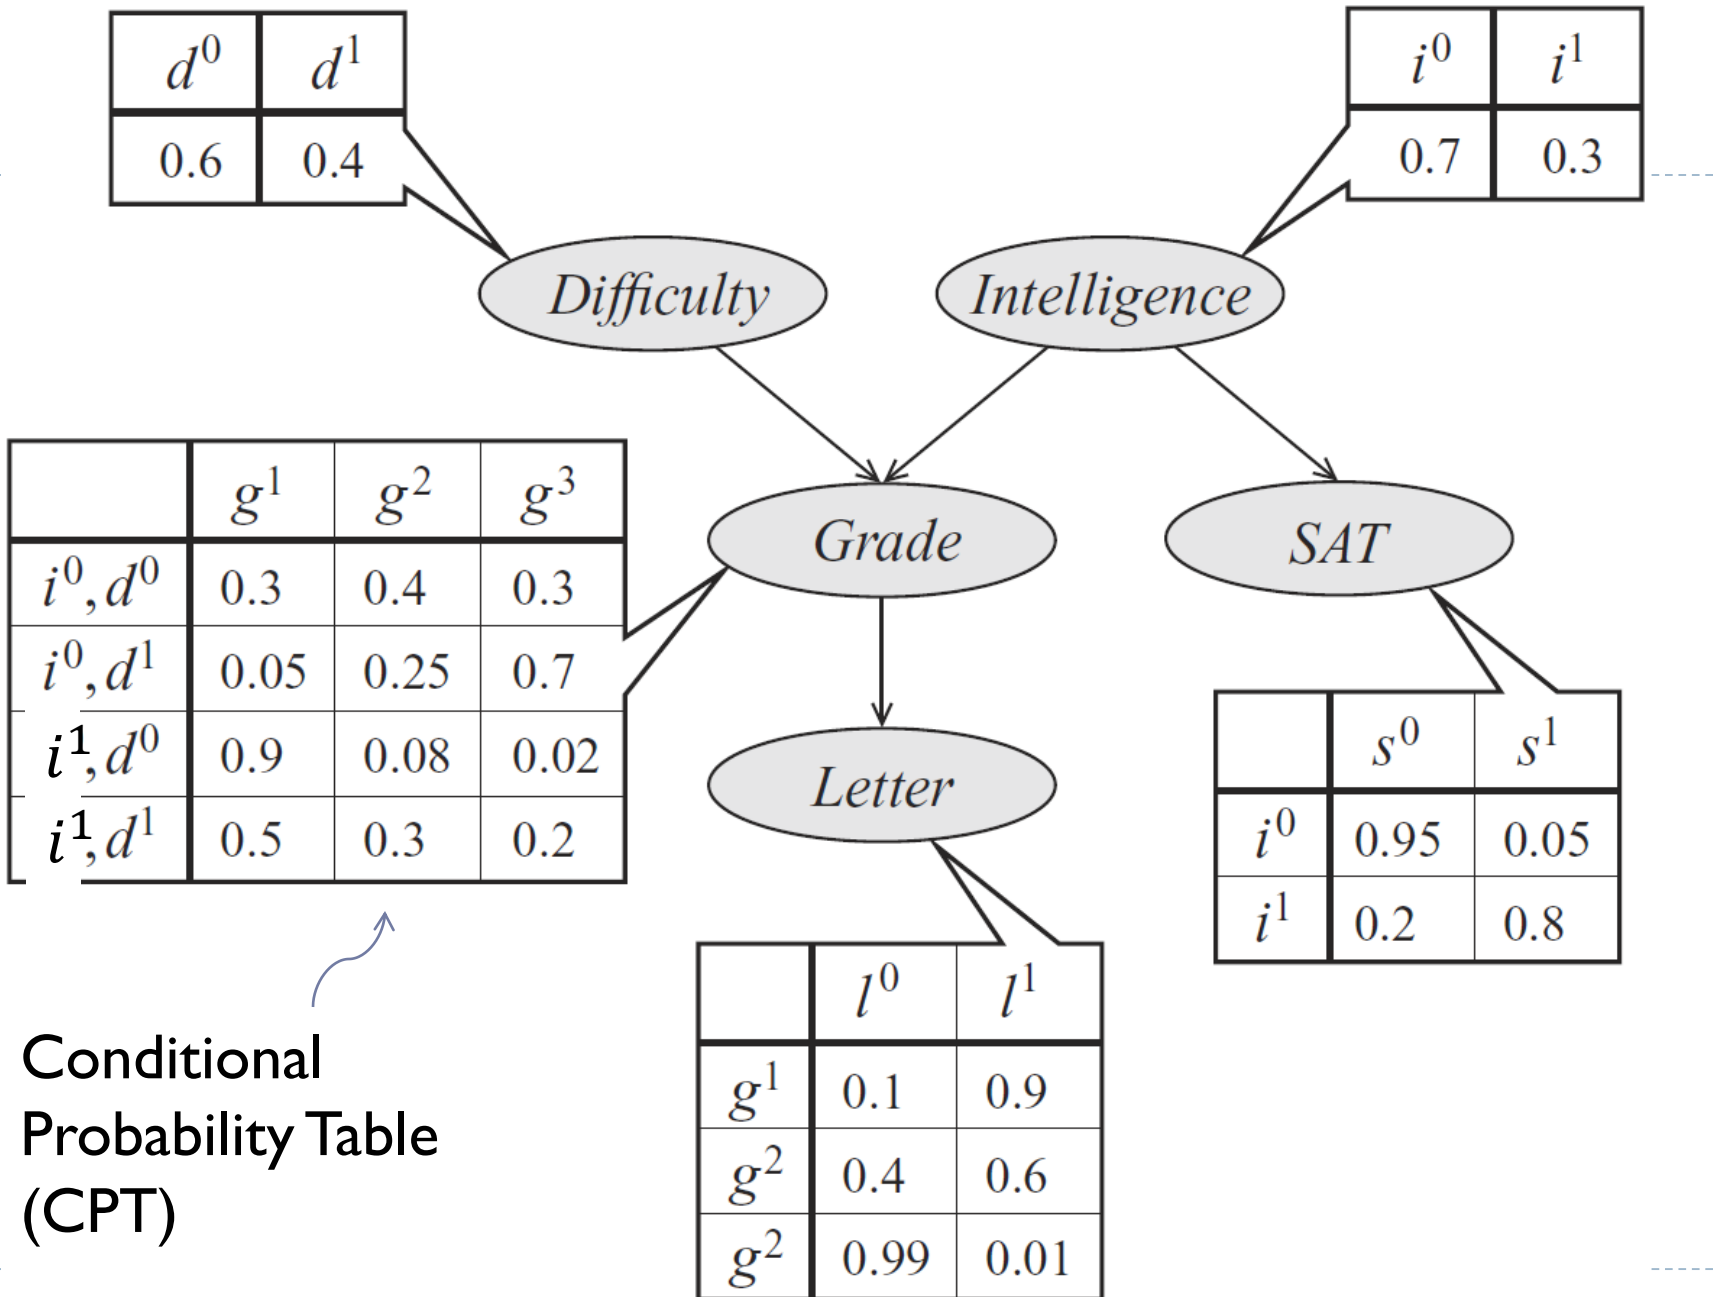 d⁰ d¹
0.6 0.4
i⁰ i¹
0.7 0.3
Difficulty
Intelligence
g¹ g² g³
i⁰, d⁰ 0.3 0.4 0.3
i⁰, d¹ 0.05 0.25 0.7
i¹, d⁰ 0.9 0.08 0.02
i¹, d¹ 0.5 0.3 0.2
Grade
SAT
Letter
s⁰ s¹
i⁰ 0.95 0.05
i¹ 0.2 0.8
l⁰ l¹
g¹ 0.1 0.9
g² 0.4 0.6
g² 0.99 0.01
Conditional
Probability Table
(CPT)